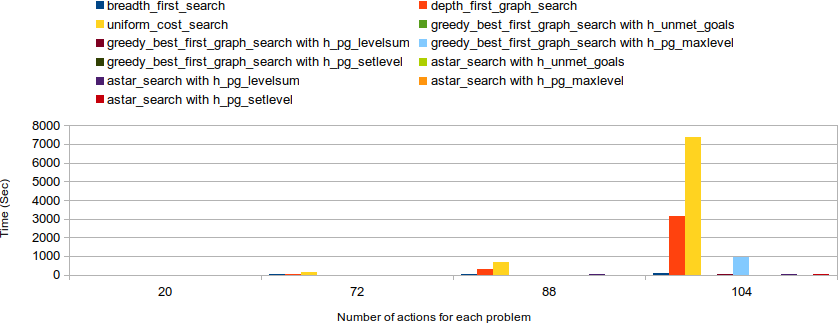 breadth_first_search depth_first_graph_search
uniform_cost_search greedy_best_first_graph_search with h_unmet_goals
greedy_best_first_graph_search with h_pg_levelsum greedy_best_first_graph_search with h_pg_maxlevel
greedy_best_first_graph_search with h_pg_setlevel astar_search with h_unmet_goals
astar_search with h_pg_levelsum astar_search with h_pg_maxlevel
astar_search with h_pg_setlevel
8000
7000
6000
5000
4000
3000
2000
1000
0
Time (Sec)
20 72 88 104
Number of actions for each problem